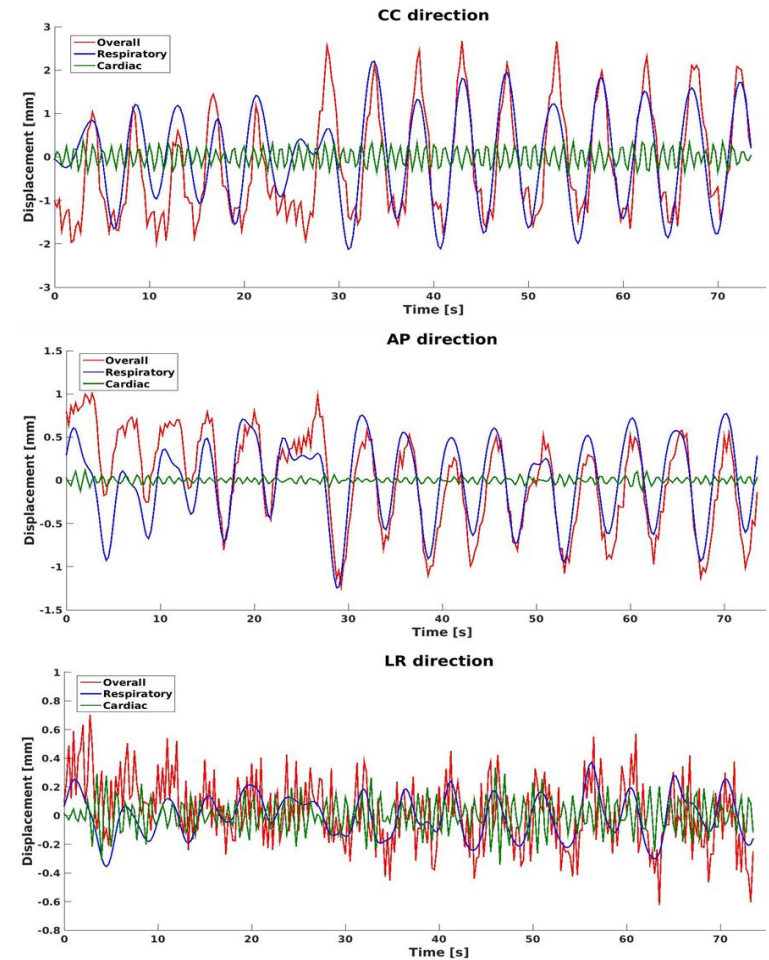 CC direction
3
2
1
0
-1
-2
-3
Displacement [mm]
Overall
Respiratory
Cardiac
0 10 20 30 40 50 60 70
Time [s]
AP direction
1.5
1
0.5
0
-0.5
-1
-1.5
Displacement [mm]
Overall
Respiratory
Cardiac
0 10 20 30 40 50 60 70
Time [s]
LR direction
1
0.8
0.6
0.4
0.2
0
-0.2
-0.4
-0.6
-0.8
Displacement [mm]
Overall
Respiratory
Cardiac
0 10 20 30 40 50 60 70
Time [s]